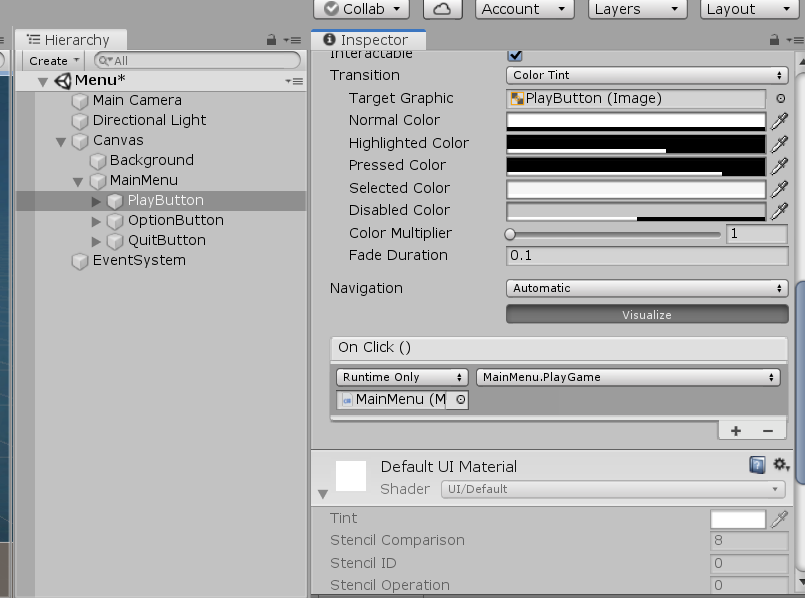 Collab
Account
Layers
Layout
Hierarchy
Create
All
Menu*
Main Camera
Directional Light
Canvas
Background
MainMenu
PlayButton
OptionButton
QuitButton
EventSystem
Inspector
Interactable
Transition
Color Tint
Target Graphic
PlayButton (Image)
Normal Color
Highlighted Color
Pressed Color
Selected Color
Disabled Color
Color Multiplier
1
Fade Duration
0.1
Navigation
Automatic
Visualize
On Click ()
Runtime Only
MainMenu.PlayGame
MainMenu (M
Default UI Material
Shader
UI/Default
Tint
Stencil Comparison
8
Stencil ID
0
Stencil Operation
0